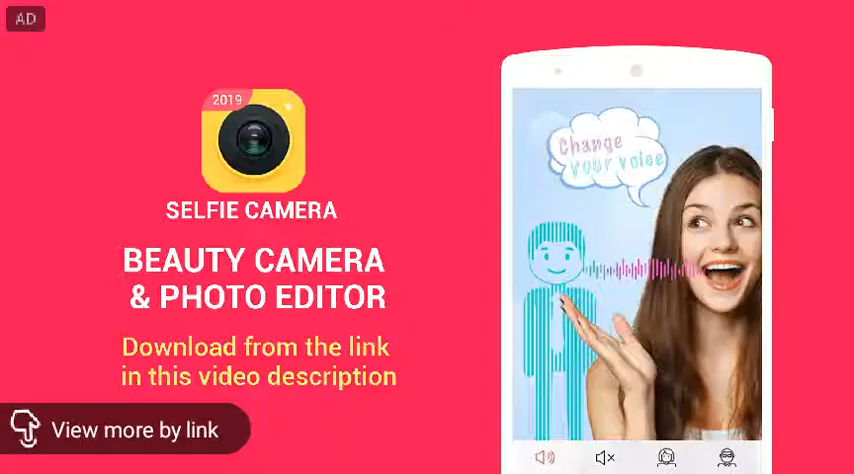 AD
2019
SELFIE CAMERA
BEAUTY CAMERA
& PHOTO EDITOR
Download from the link
in this video description
View more by link
Change
your voice